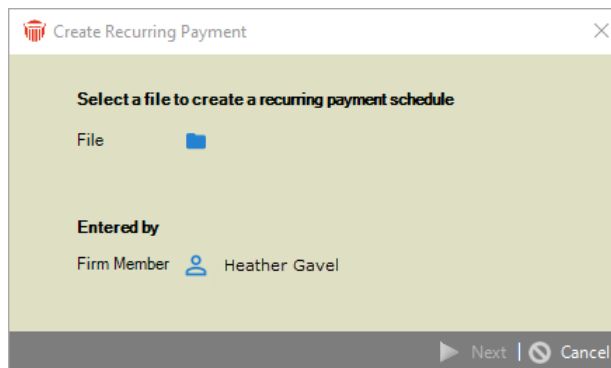 Create Recurring Payment
Select a file to create a recurring payment schedule
File
Entered by
Firm Member Heather Gavel
Next | Cancel